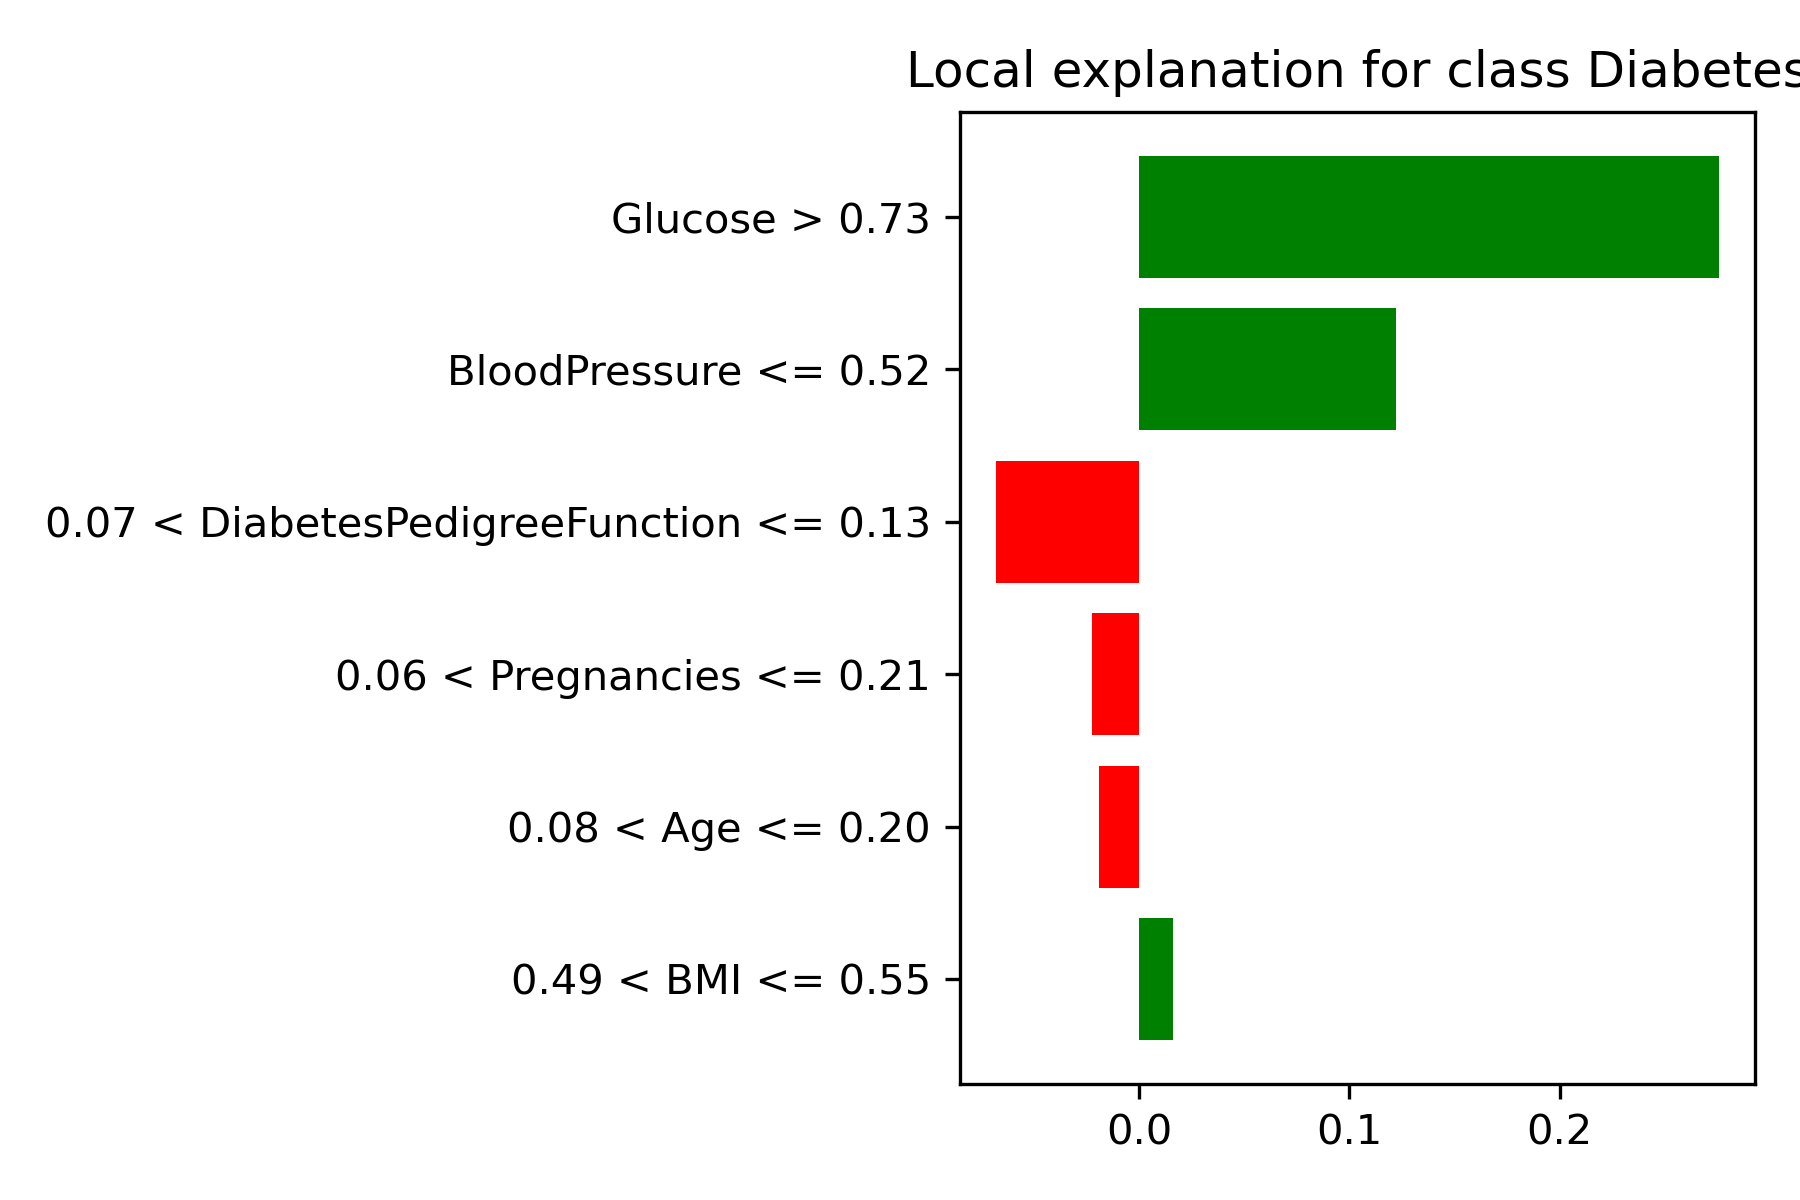 Local explanation for class Diabetes
Glucose > 0.73
BloodPressure <= 0.52
0.07 < DiabetesPedigreeFunction <= 0.13
0.06 < Pregnancies <= 0.21
0.08 < Age <= 0.20
0.49 < BMI <= 0.55
0.0 0.1 0.2